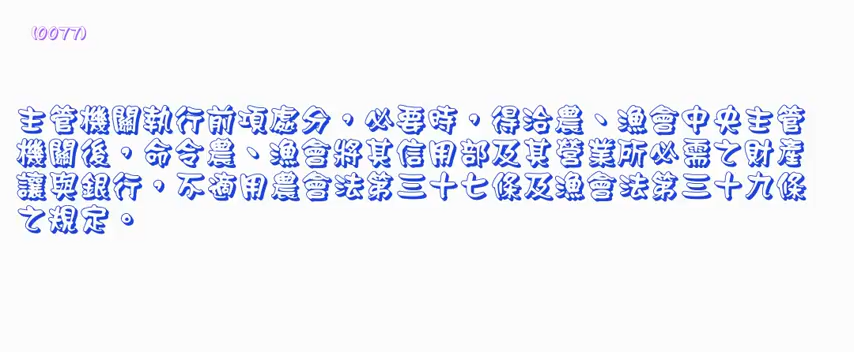 (0077)
主管機關執行前項處分，必要時，得洽農、漁會中央主管
機關後，命令農、漁會將其信用部及其營業所必需之財產
讓與銀行，不適用農會法第三十七條及漁會法第三十九條
之規定。